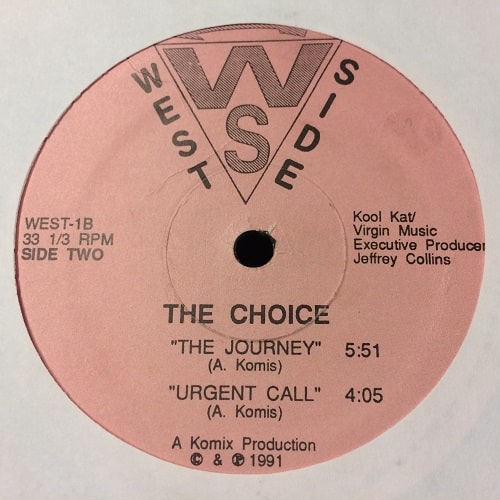 WEST SIDE
WS
WEST-1B
33 1/3 RPM
SIDE TWO
Kool Kat/
Virgin Music
Executive Producer
Jeffrey Collins
THE CHOICE
"THE JOURNEY" 5:51
(A. Komis)
"URGENT CALL" 4:05
(A. Komis)
A Komix Production
© & ℗ 1991